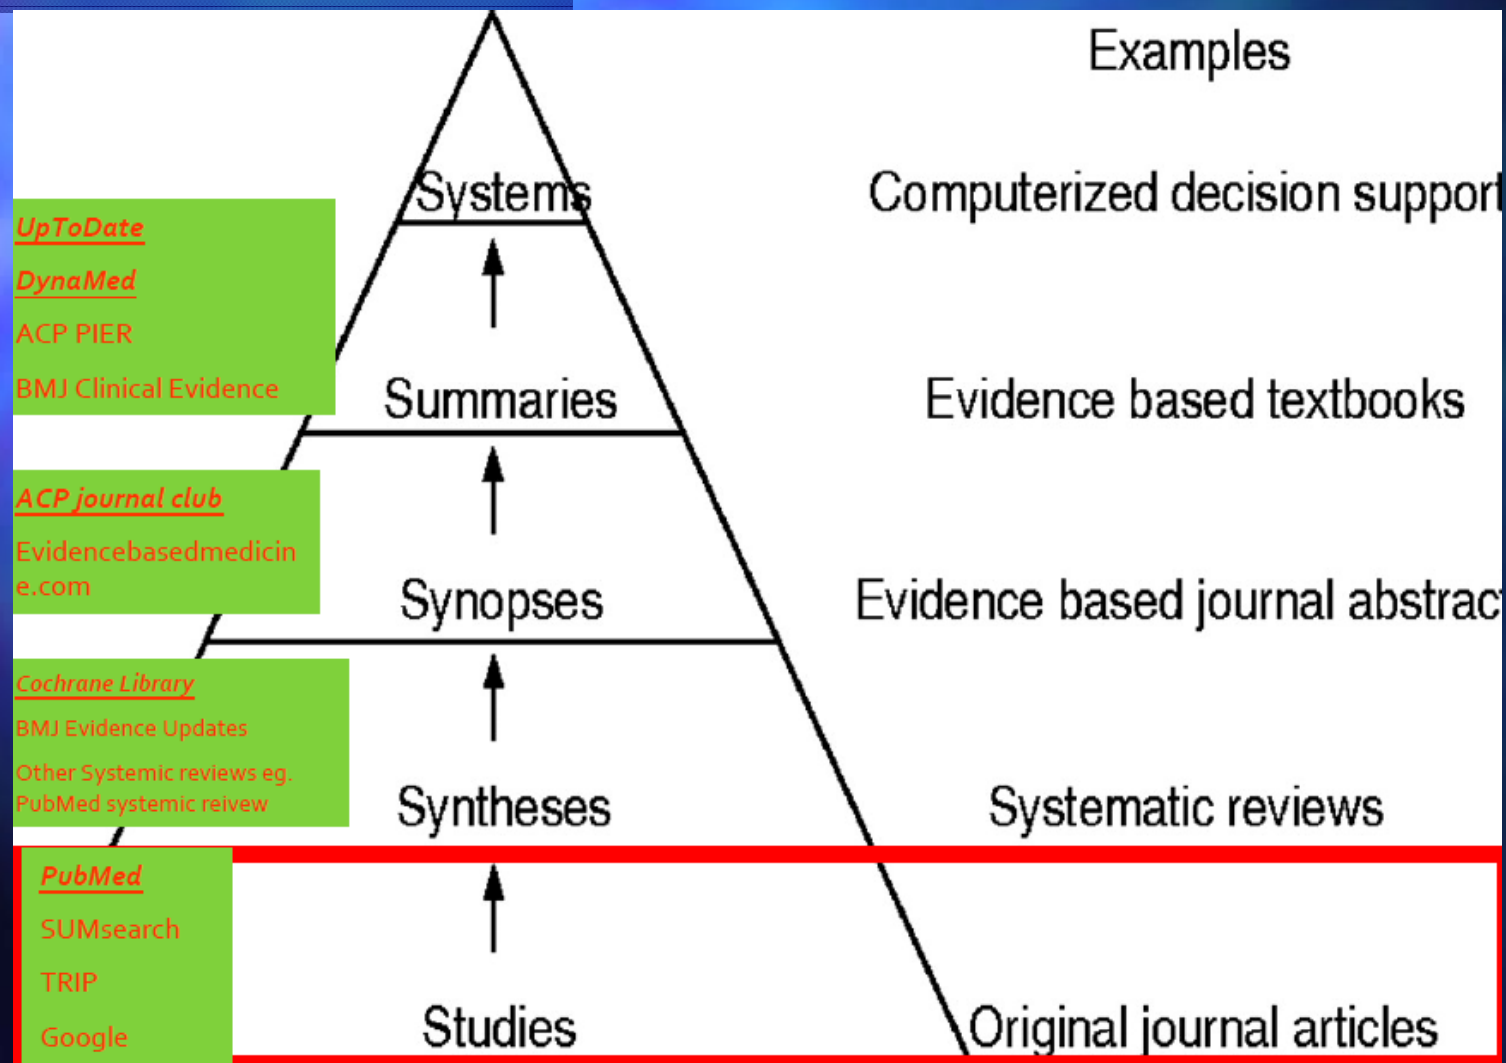 Examples
Systems
Computerized decision support
UpToDate
DynaMed
ACP PIER
BMJ Clinical Evidence
Summaries
Evidence based textbooks
ACP journal club
Evidencebasedmedicin
e.com
Synopses
Evidence based journal abstrac
Cochrane Library
BMJ Evidence Updates
Other Systemic reviews eg.
PubMed systemic reivew
Syntheses
Systematic reviews
PubMed
SUMsearch
TRIP
Google
Studies
Original journal articles